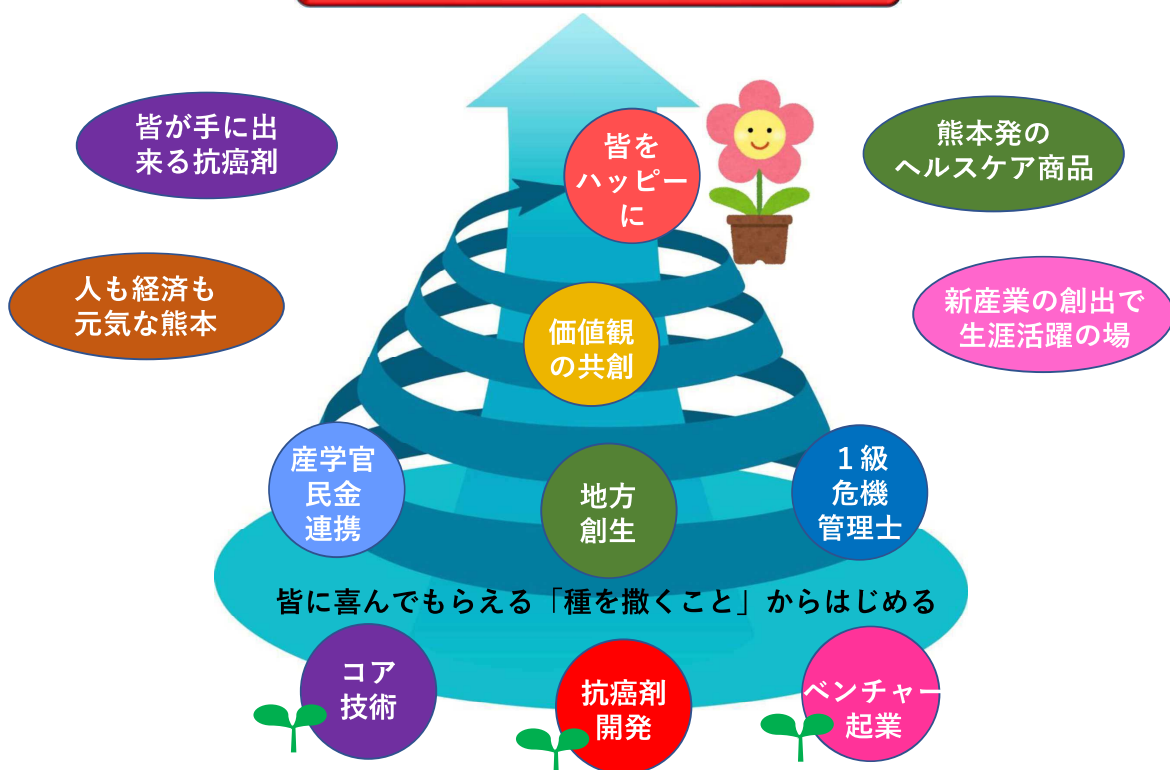 皆が手に出
来る抗癌剤
皆を
ハッピー
に
熊本発の
ヘルスケア商品
人も経済も
元気な熊本
価値観
の共創
新産業の創出で
生涯活躍の場
産学官
民金
連携
地方
創生
１級
危機
管理士
皆に喜んでもらえる「種を撒くこと」からはじめる
コア
技術
抗癌剤
開発
ベンチャー
起業